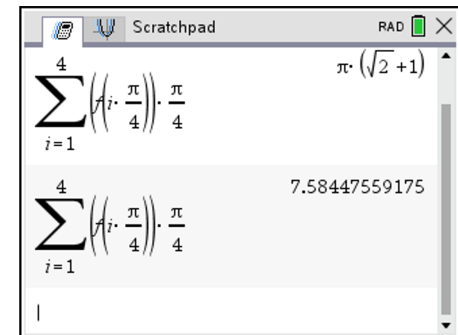 Scratchpad RAD
4
∑ (f(i· π/4))· π/4
i=1
π· (√2 +1)
4
∑ (f(i· π/4))· π/4
i=1
7.58447559175